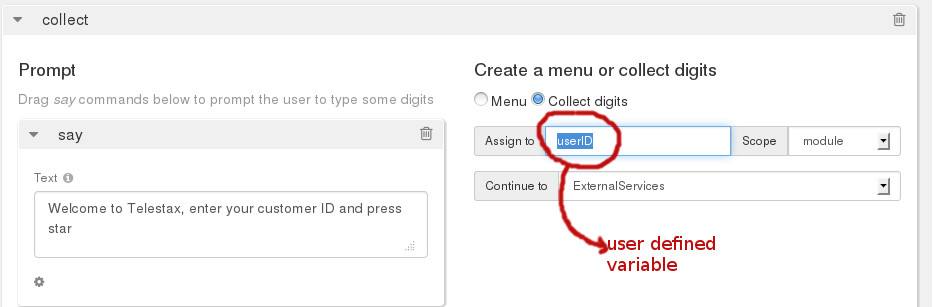 collect
Prompt
Drag say commands below to prompt the user to type some digits
say
Text
Welcome to Telestax, enter your customer ID and press
star
Create a menu or collect digits
Menu Collect digits
Assign to userID Scope module
Continue to ExternalServices
user defined
variable